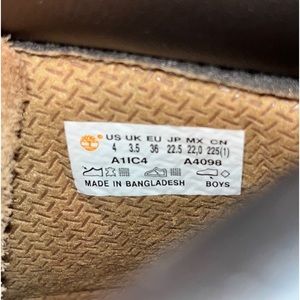 US UK EU JP MX CN
4 3.5 36 22.5 22.0 225(1)
A1IC4 A4098
MADE IN BANGLADESH BOYS